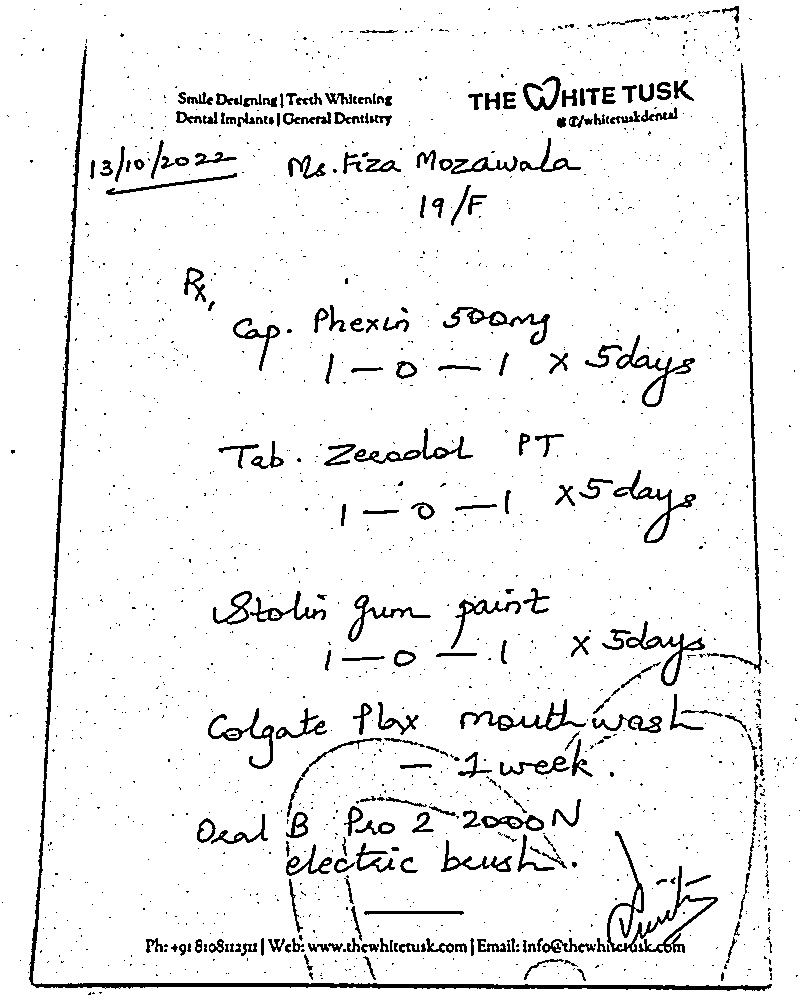 Smile Designing | Teeth Whitening
Dental Implants | General Dentistry
THE WHITE TUSK
/whitetuskdental
13/10/2022 Ms. Fiza Mozawala
19/F
Rx,
Cap. Phexin 500mg
1 — 0 — 1 x 5days
Tab. Zerodol PT
1 — 0 — 1 x 5 days
Stolin gum paint
1 — 0 — 1 x 5days
Colgate Plax mouthwash
— 1 week.
Oral B Pro 2 2000N
electric brush.
Ph: +91 8108112511 | Web: www.thewhitetusk.com | Email: info@thewhitetusk.com